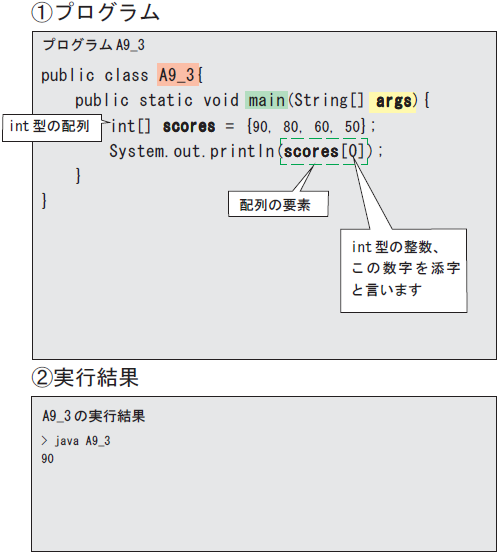 ①プログラム
プログラム A9_3
public class A9_3{
public static void main(String[] args){
int 型の配列
int[] scores = {90, 80, 60, 50};
System.out.println(scores[0]);
}
}
配列の要素
int 型の整数、
この数字を添字
と言います
②実行結果
A9_3 の実行結果
> java A9_3
90